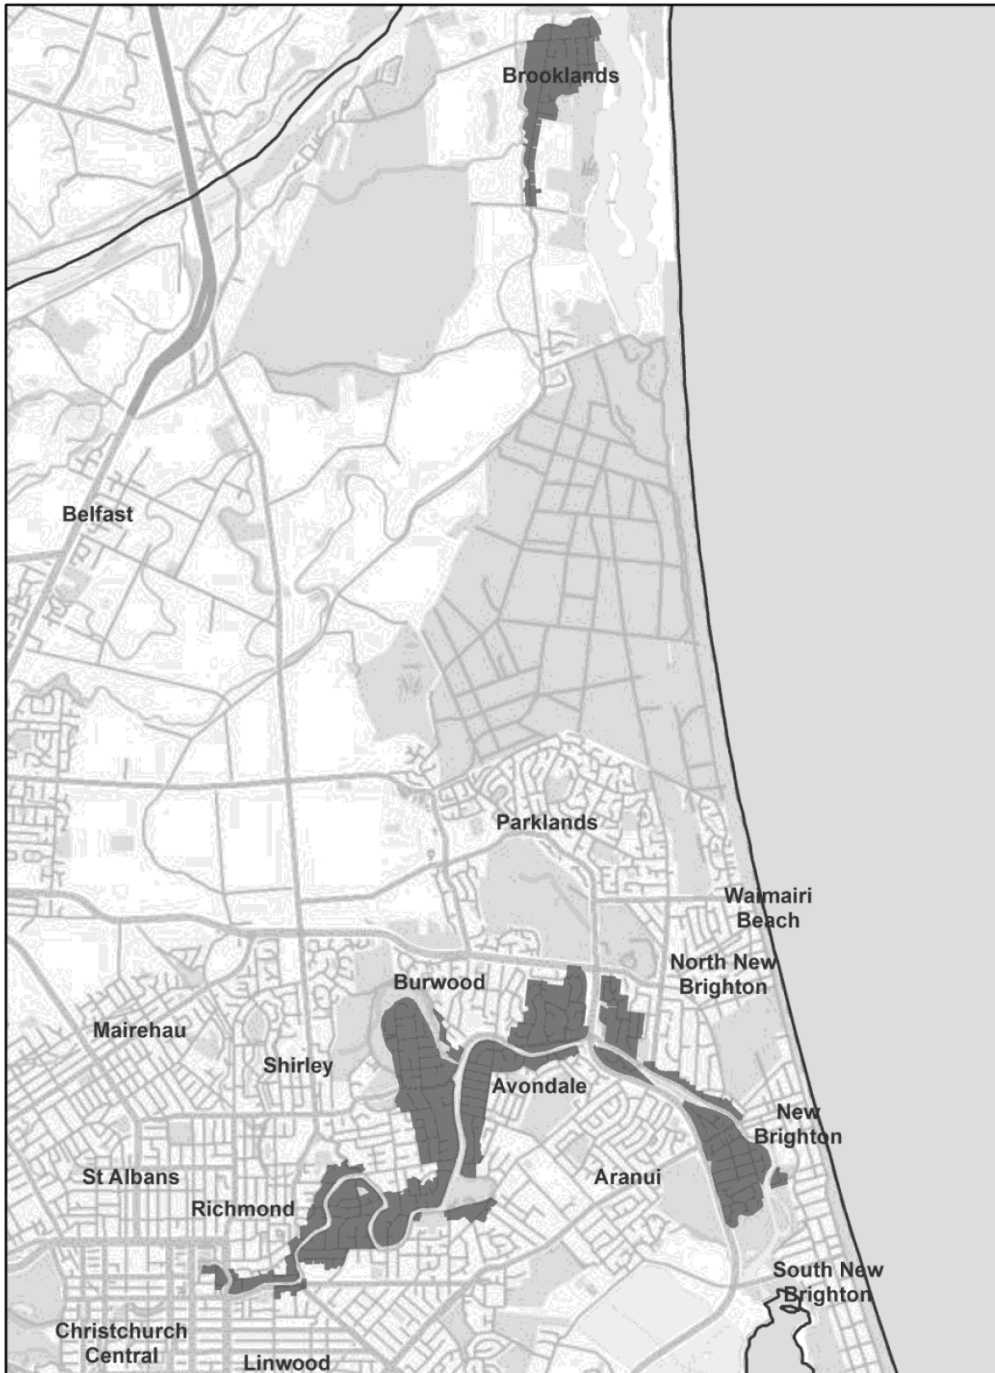 Brooklands
Belfast
Parklands
Waimairi
Beach
North New
Brighton
Burwood
Mairehau
Shirley
Avondale
New
Brighton
St Albans
Aranui
Richmond
South New
Brighton
Christchurch
Central
Linwood